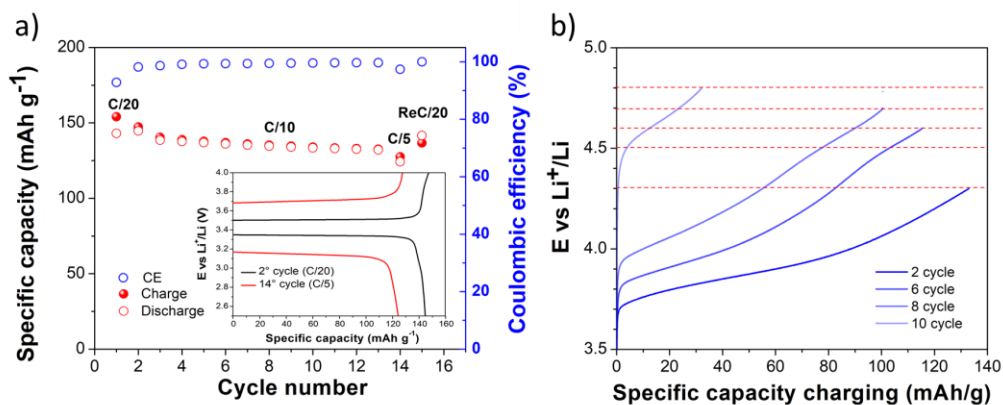 a)
Specific capacity (mAh g⁻¹)
200
150
100
50
0
C/20
C/10
C/5
ReC/20
CE
Charge
Discharge
E vs Li⁺/Li (V)
4.0
3.8
3.6
3.4
3.2
3.0
2.8
2.6
2° cycle (C/20)
14° cycle (C/5)
0 20 40 60 80 100 120 140 160
Specific capacity (mAh g⁻¹)
100
80
60
40
20
0
Coulombic efficiency (%)
0 2 4 6 8 10 12 14 16
Cycle number
b)
E vs Li⁺/Li
5.0
4.5
4.0
3.5
2 cycle
6 cycle
8 cycle
10 cycle
0 20 40 60 80 100 120 140
Specific capacity charging (mAh/g)